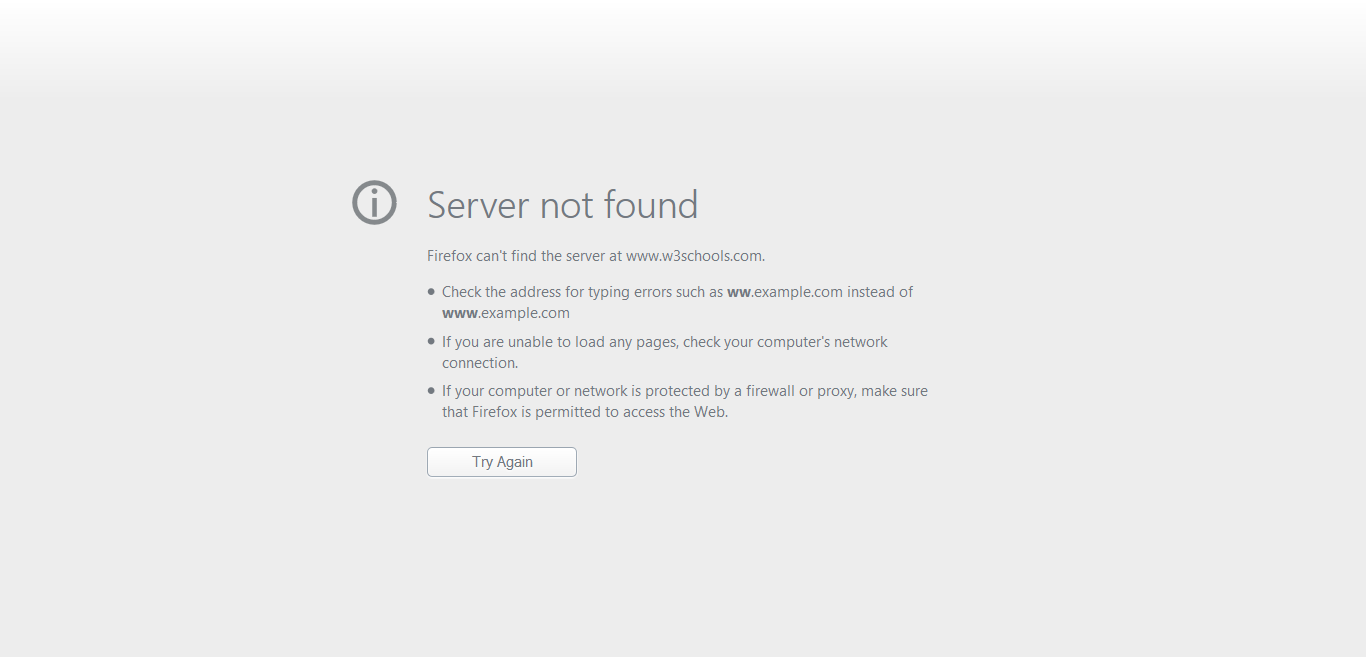 Server not found
Firefox can't find the server at www.w3schools.com.
Check the address for typing errors such as ww.example.com instead of
www.example.com
If you are unable to load any pages, check your computer's network
connection.
If your computer or network is protected by a firewall or proxy, make sure
that Firefox is permitted to access the Web.
Try Again